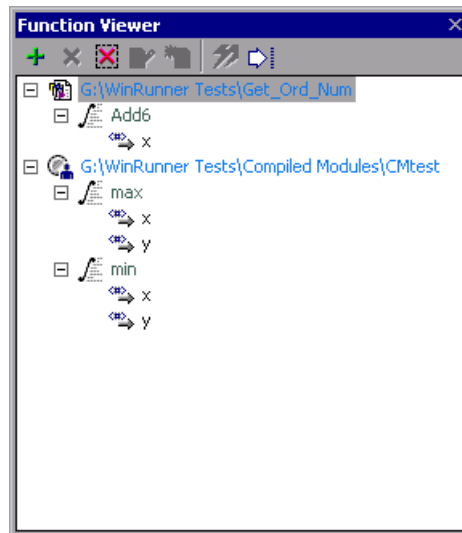 Function Viewer
G:\WinRunner Tests\Get_Ord_Num
Add6
x
G:\WinRunner Tests\Compiled Modules\CMtest
max
x
y
min
x
y